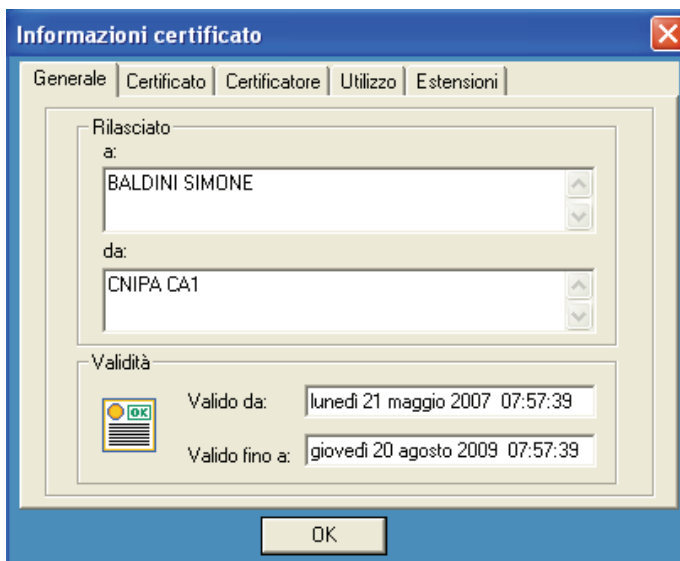 Informazioni certificato
Generale Certificato Certificatore Utilizzo Estensioni
Rilasciato
a:
BALDINI SIMONE
da:
CNIPA CA1
Validità
OK
Valido da: lunedì 21 maggio 2007 07:57:39
Valido fino a: giovedì 20 agosto 2009 07:57:39
OK